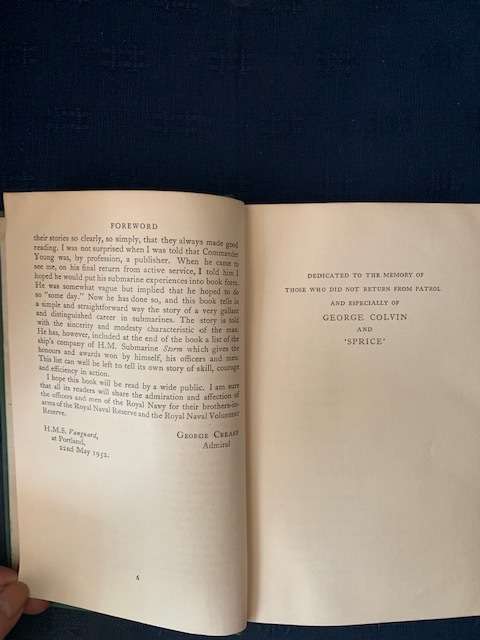 FOREWORD
their stories so clearly, so simply, that they always made good
reading. I was not surprised when I was told that Commander
Young was, by profession, a publisher. When he came to
see me, on his final return from active service, I told him I
hoped he would put his submarine experiences into book form.
He was somewhat vague but implied that he hoped to do
so "some day." Now he has done so, and this book tells in
a simple and straightforward way the story of a very gallant
and distinguished career in submarines. The story is told
with the sincerity and modesty characteristic of the man.
He has, however, included at the end of the book a list of the
ship's company of H.M. Submarine Storm which gives the
honours and awards won by himself, his officers and men.
This list can well be left to tell its own story of skill, courage
and efficiency in action.
I hope this book will be read by a wide public. I am sure
that all its readers will share the admiration and affection of
the officers and men of the Royal Navy for their brothers-in-
arms of the Royal Naval Reserve and the Royal Naval Volunteer
Reserve.
GEORGE CREASY
Admiral
H.M.S. Vanguard,
at Portland,
22nd May 1952.
DEDICATED TO THE MEMORY OF
THOSE WHO DID NOT RETURN FROM PATROL
AND ESPECIALLY OF
GEORGE COLVIN
AND
'SPRICE'